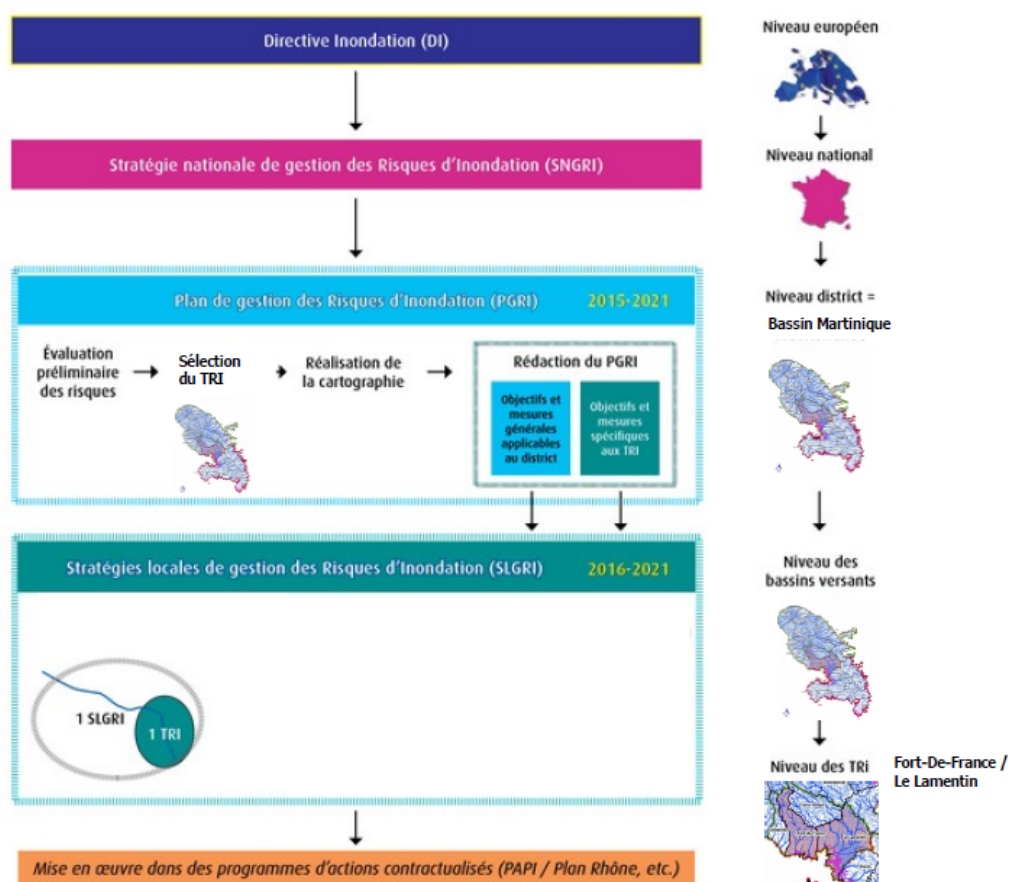 Directive Inondation (DI)
Stratégie nationale de gestion des Risques d'Inondation (SNGRI)
Plan de gestion des Risques d'Inondation (PGRI) 2015-2021
Évaluation
préliminaire
des risques
Sélection
du TRI
Réalisation de
la cartographie
Rédaction du PGRI
Objectifs et
mesures
générales
applicables
au district
Objectifs et
mesures
spécifiques
aux TRI
Stratégies locales de gestion des Risques d'Inondation (SLGRI) 2016-2021
1 SLGRI
1 TRI
Mise en œuvre dans des programmes d'actions contractualisés (PAPI / Plan Rhône, etc.)
Niveau européen
Niveau national
Niveau district =
Bassin Martinique
Niveau des
bassins versants
Niveau des TRi
Fort-De-France /
Le Lamentin